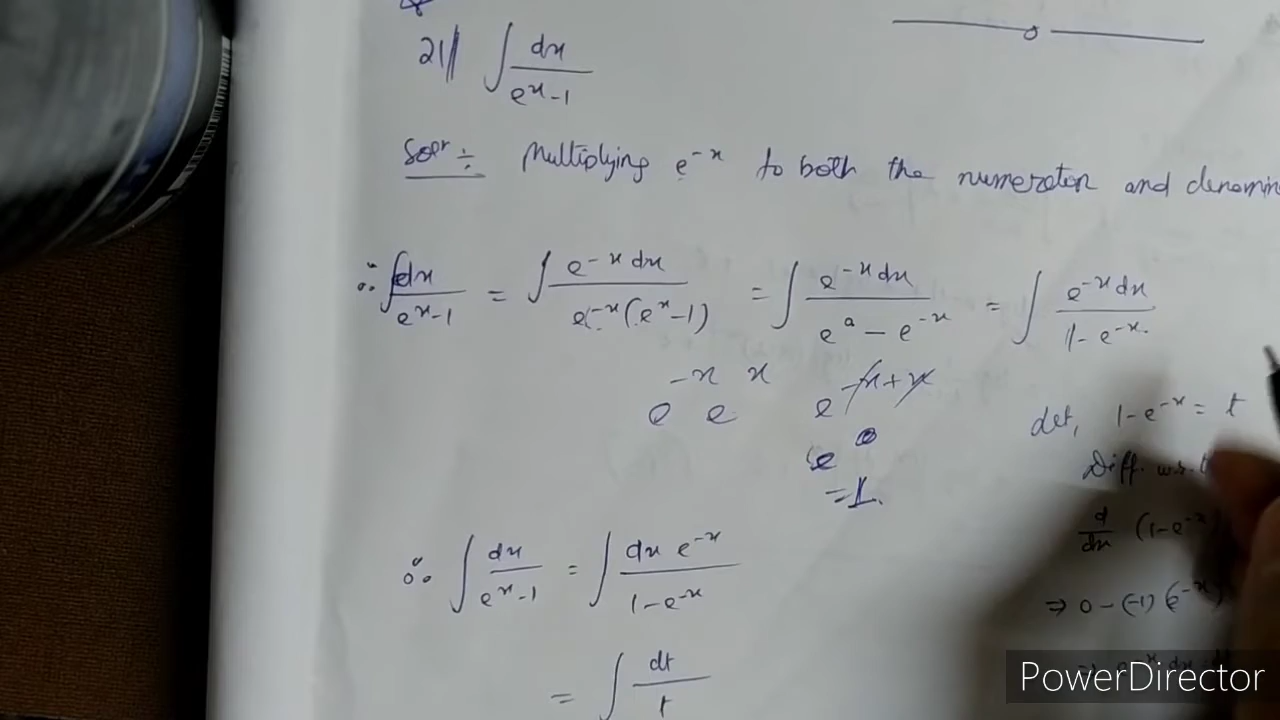 21|| ∫ dx / e^x-1
Sol^n ÷ Multiplying e^-x to both the numerator and denomin
∴ ∫ dx / e^x-1 = ∫ e^-x dx / e^-x (e^x-1) = ∫ e^-x dx / e^0 - e^-x = ∫ e^-x dx / 1-e^-x
e^-x e^x e^-x+x
e^0
=1.
Let, 1-e^-x = t
Diff. w.r.t
d/dx (1-e^-x)
⇒ 0-(-1)(e^-x)
∴ ∫ dx / e^x-1 = ∫ dx e^-x / 1-e^-x
= ∫ dt / t
PowerDirector